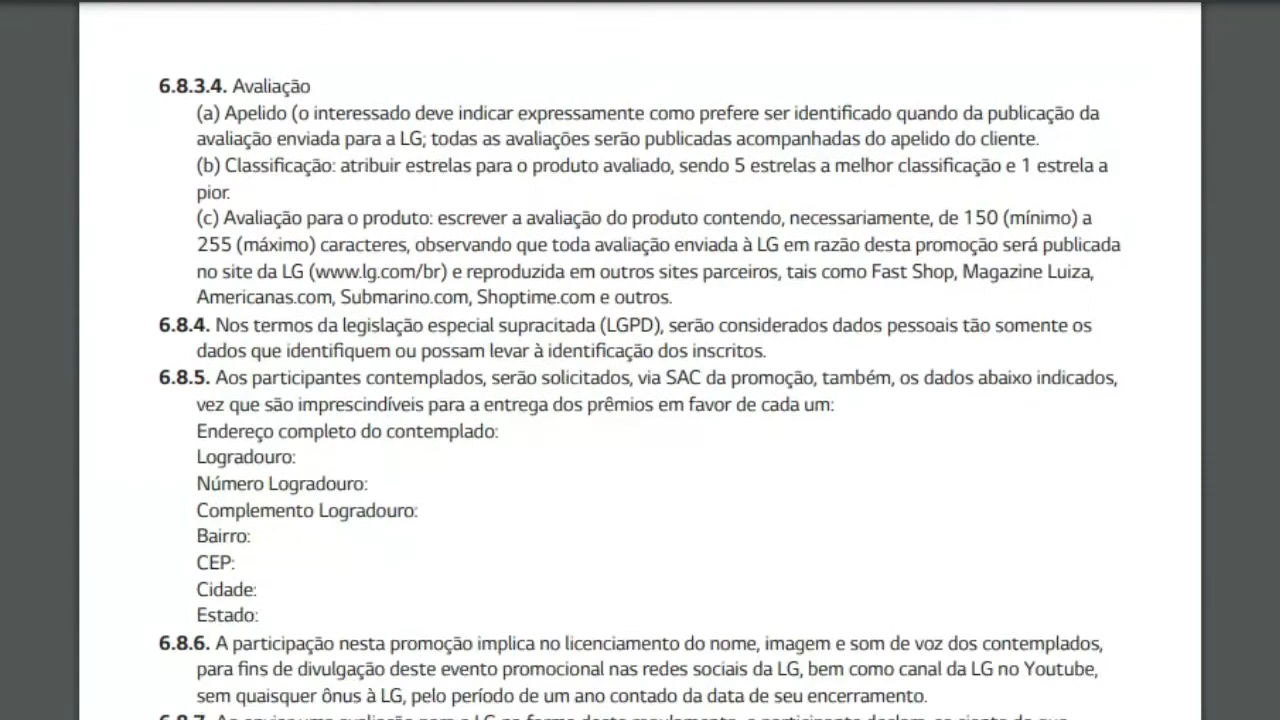 6.8.3.4. Avaliação
(a) Apelido (o interessado deve indicar expressamente como prefere ser identificado quando da publicação da
avaliação enviada para a LG; todas as avaliações serão publicadas acompanhadas do apelido do cliente.
(b) Classificação: atribuir estrelas para o produto avaliado, sendo 5 estrelas a melhor classificação e 1 estrela a
pior.
(c) Avaliação para o produto: escrever a avaliação do produto contendo, necessariamente, de 150 (mínimo) a
255 (máximo) caracteres, observando que toda avaliação enviada à LG em razão desta promoção será publicada
no site da LG (www.lg.com/br) e reproduzida em outros sites parceiros, tais como Fast Shop, Magazine Luiza,
Americanas.com, Submarino.com, Shoptime.com e outros.
6.8.4. Nos termos da legislação especial supracitada (LGPD), serão considerados dados pessoais tão somente os
dados que identifiquem ou possam levar à identificação dos inscritos.
6.8.5. Aos participantes contemplados, serão solicitados, via SAC da promoção, também, os dados abaixo indicados,
vez que são imprescindíveis para a entrega dos prêmios em favor de cada um:
Endereço completo do contemplado:
Logradouro:
Número Logradouro:
Complemento Logradouro:
Bairro:
CEP:
Cidade:
Estado:
6.8.6. A participação nesta promoção implica no licenciamento do nome, imagem e som de voz dos contemplados,
para fins de divulgação deste evento promocional nas redes sociais da LG, bem como canal da LG no Youtube,
sem quaisquer ônus à LG, pelo período de um ano contado da data de seu encerramento.